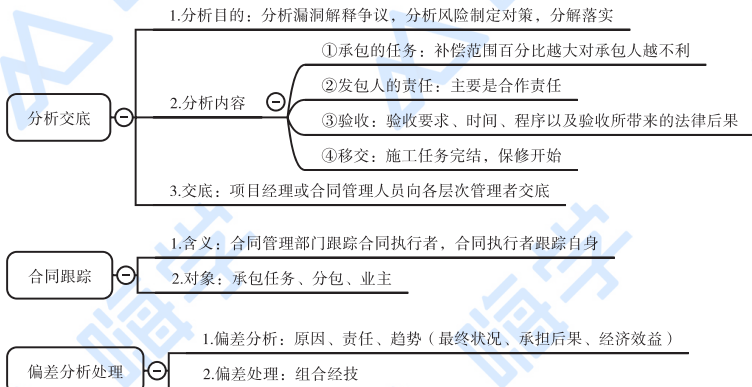 1.分析目的：分析漏洞解释争议，分析风险制定对策，分解落实
①承包的任务：补偿范围百分比越大对承包人越不利
②发包人的责任：主要是合作责任
分析交底
2.分析内容
③验收：验收要求、时间、程序以及验收所带来的法律后果
④移交：施工任务完结，保修开始
3.交底：项目经理或合同管理人员向各层次管理者交底
1.含义：合同管理部门跟踪合同执行者，合同执行者跟踪自身
合同跟踪
2.对象：承包任务、分包、业主
1.偏差分析：原因、责任、趋势（最终状况、承担后果、经济效益）
偏差分析处理
2.偏差处理：组合经技
嗨学
嗨学